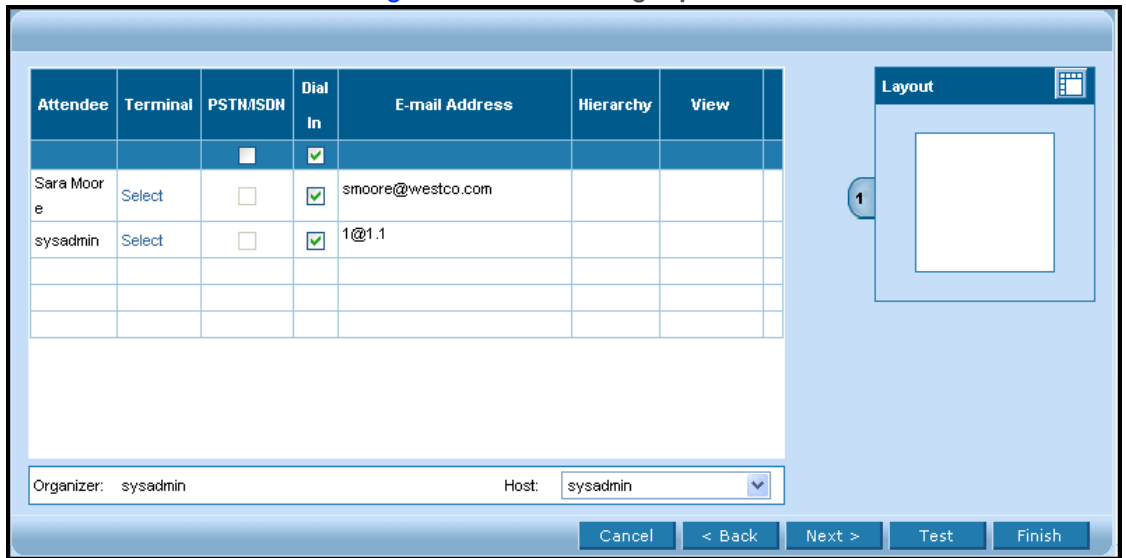 Attendee Terminal PSTN/ISDN Dial In E-mail Address Hierarchy View
Sara Moore Select smoore@westco.com
sysadmin Select 1@1.1
Organizer: sysadmin Host: sysadmin
Layout
1
Cancel < Back Next > Test Finish